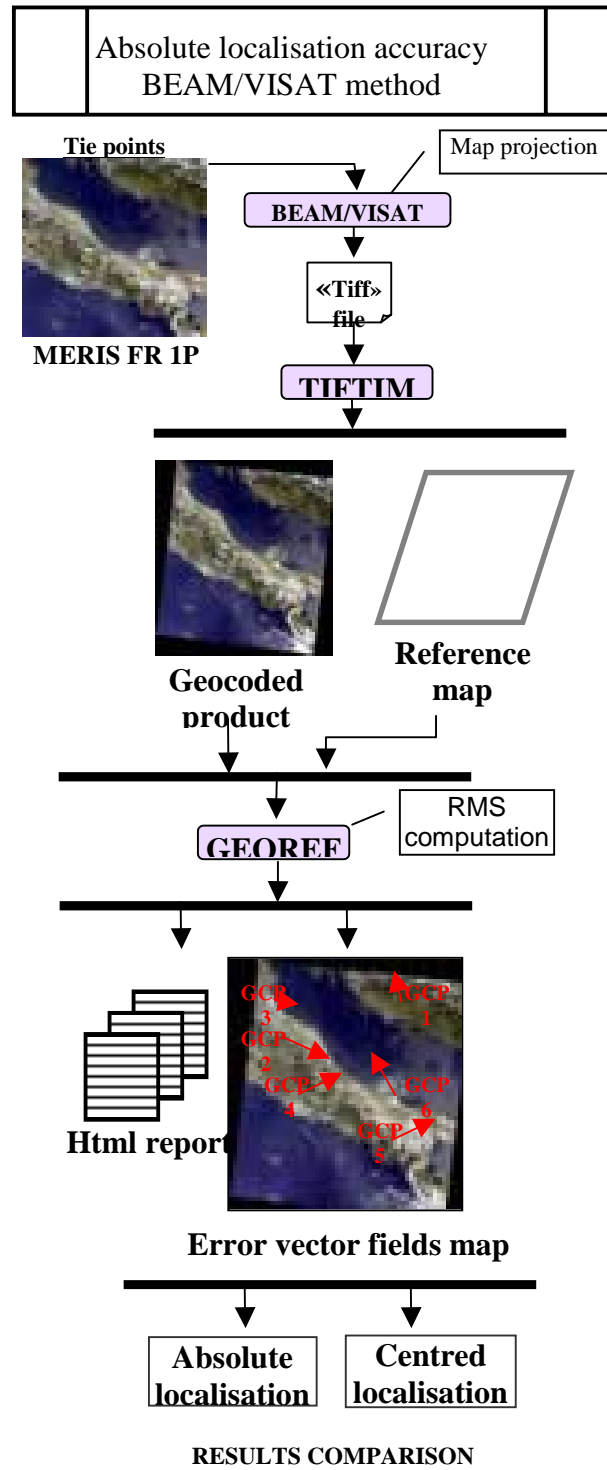 Absolute localisation accuracy
BEAM/VISAT method
Tie points
Map projection
BEAM/VISAT
«Tiff»
file
MERIS FR 1P
TIFTIM
Geocoded
product
Reference
map
RMS
computation
GEOREF
GCP
3
GCP
1
GCP
2
GCP
4
GCP
6
GCP
5
Html report
Error vector fields map
Absolute
localisation
Centred
localisation
RESULTS COMPARISON